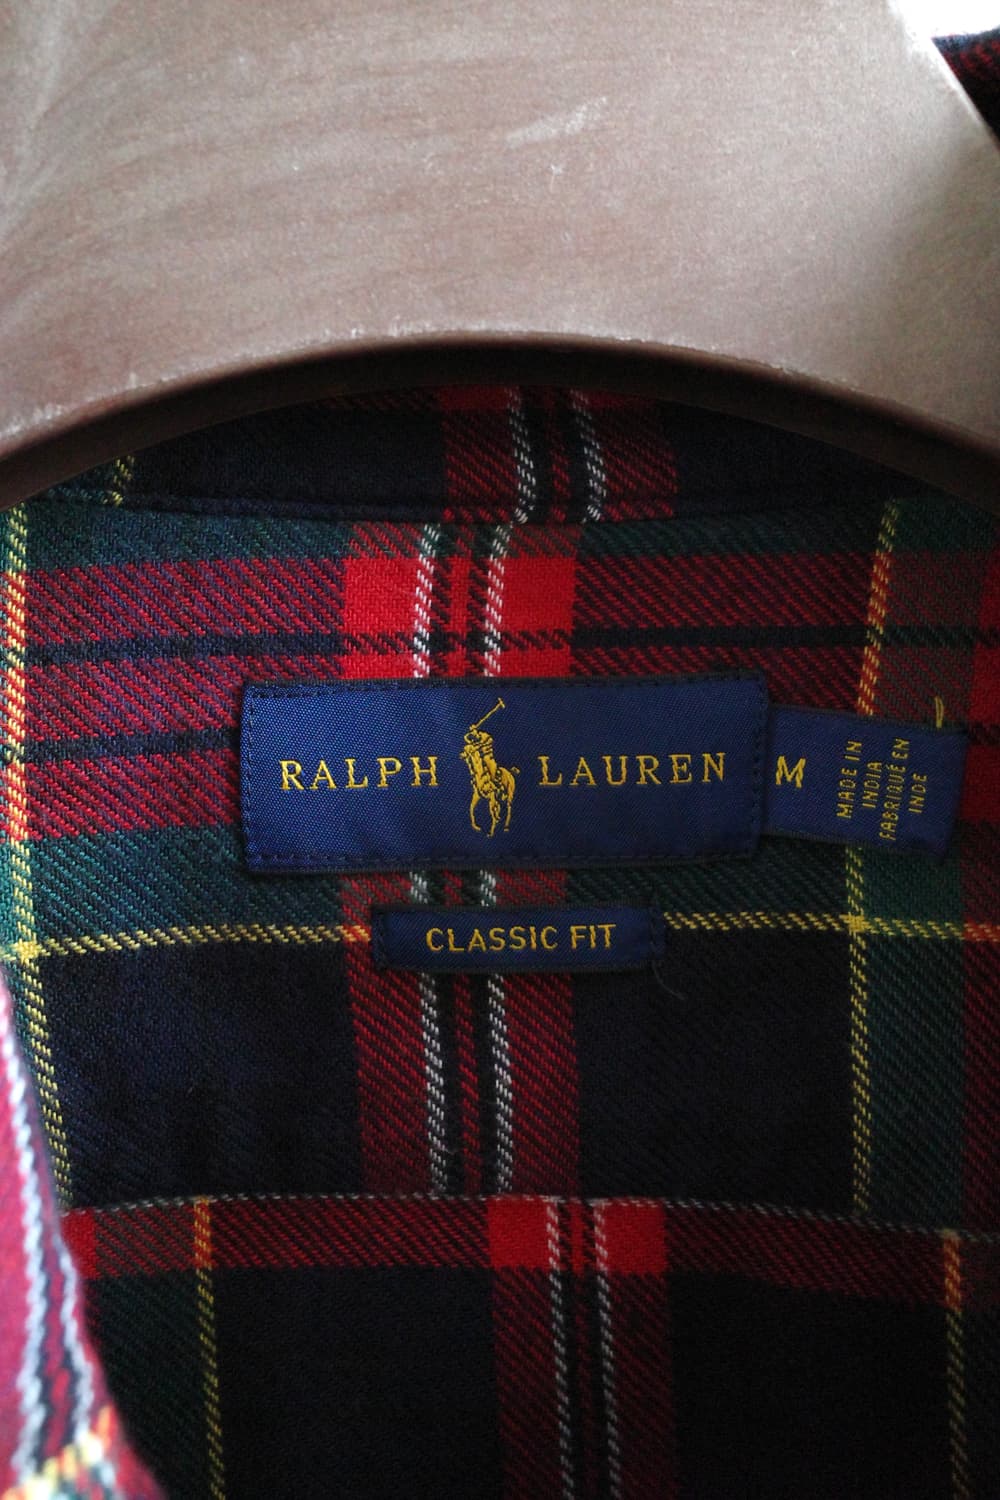 RALPH LAUREN
M
MADE IN
INDIA
FABRIQUÉ EN
INDE
CLASSIC FIT